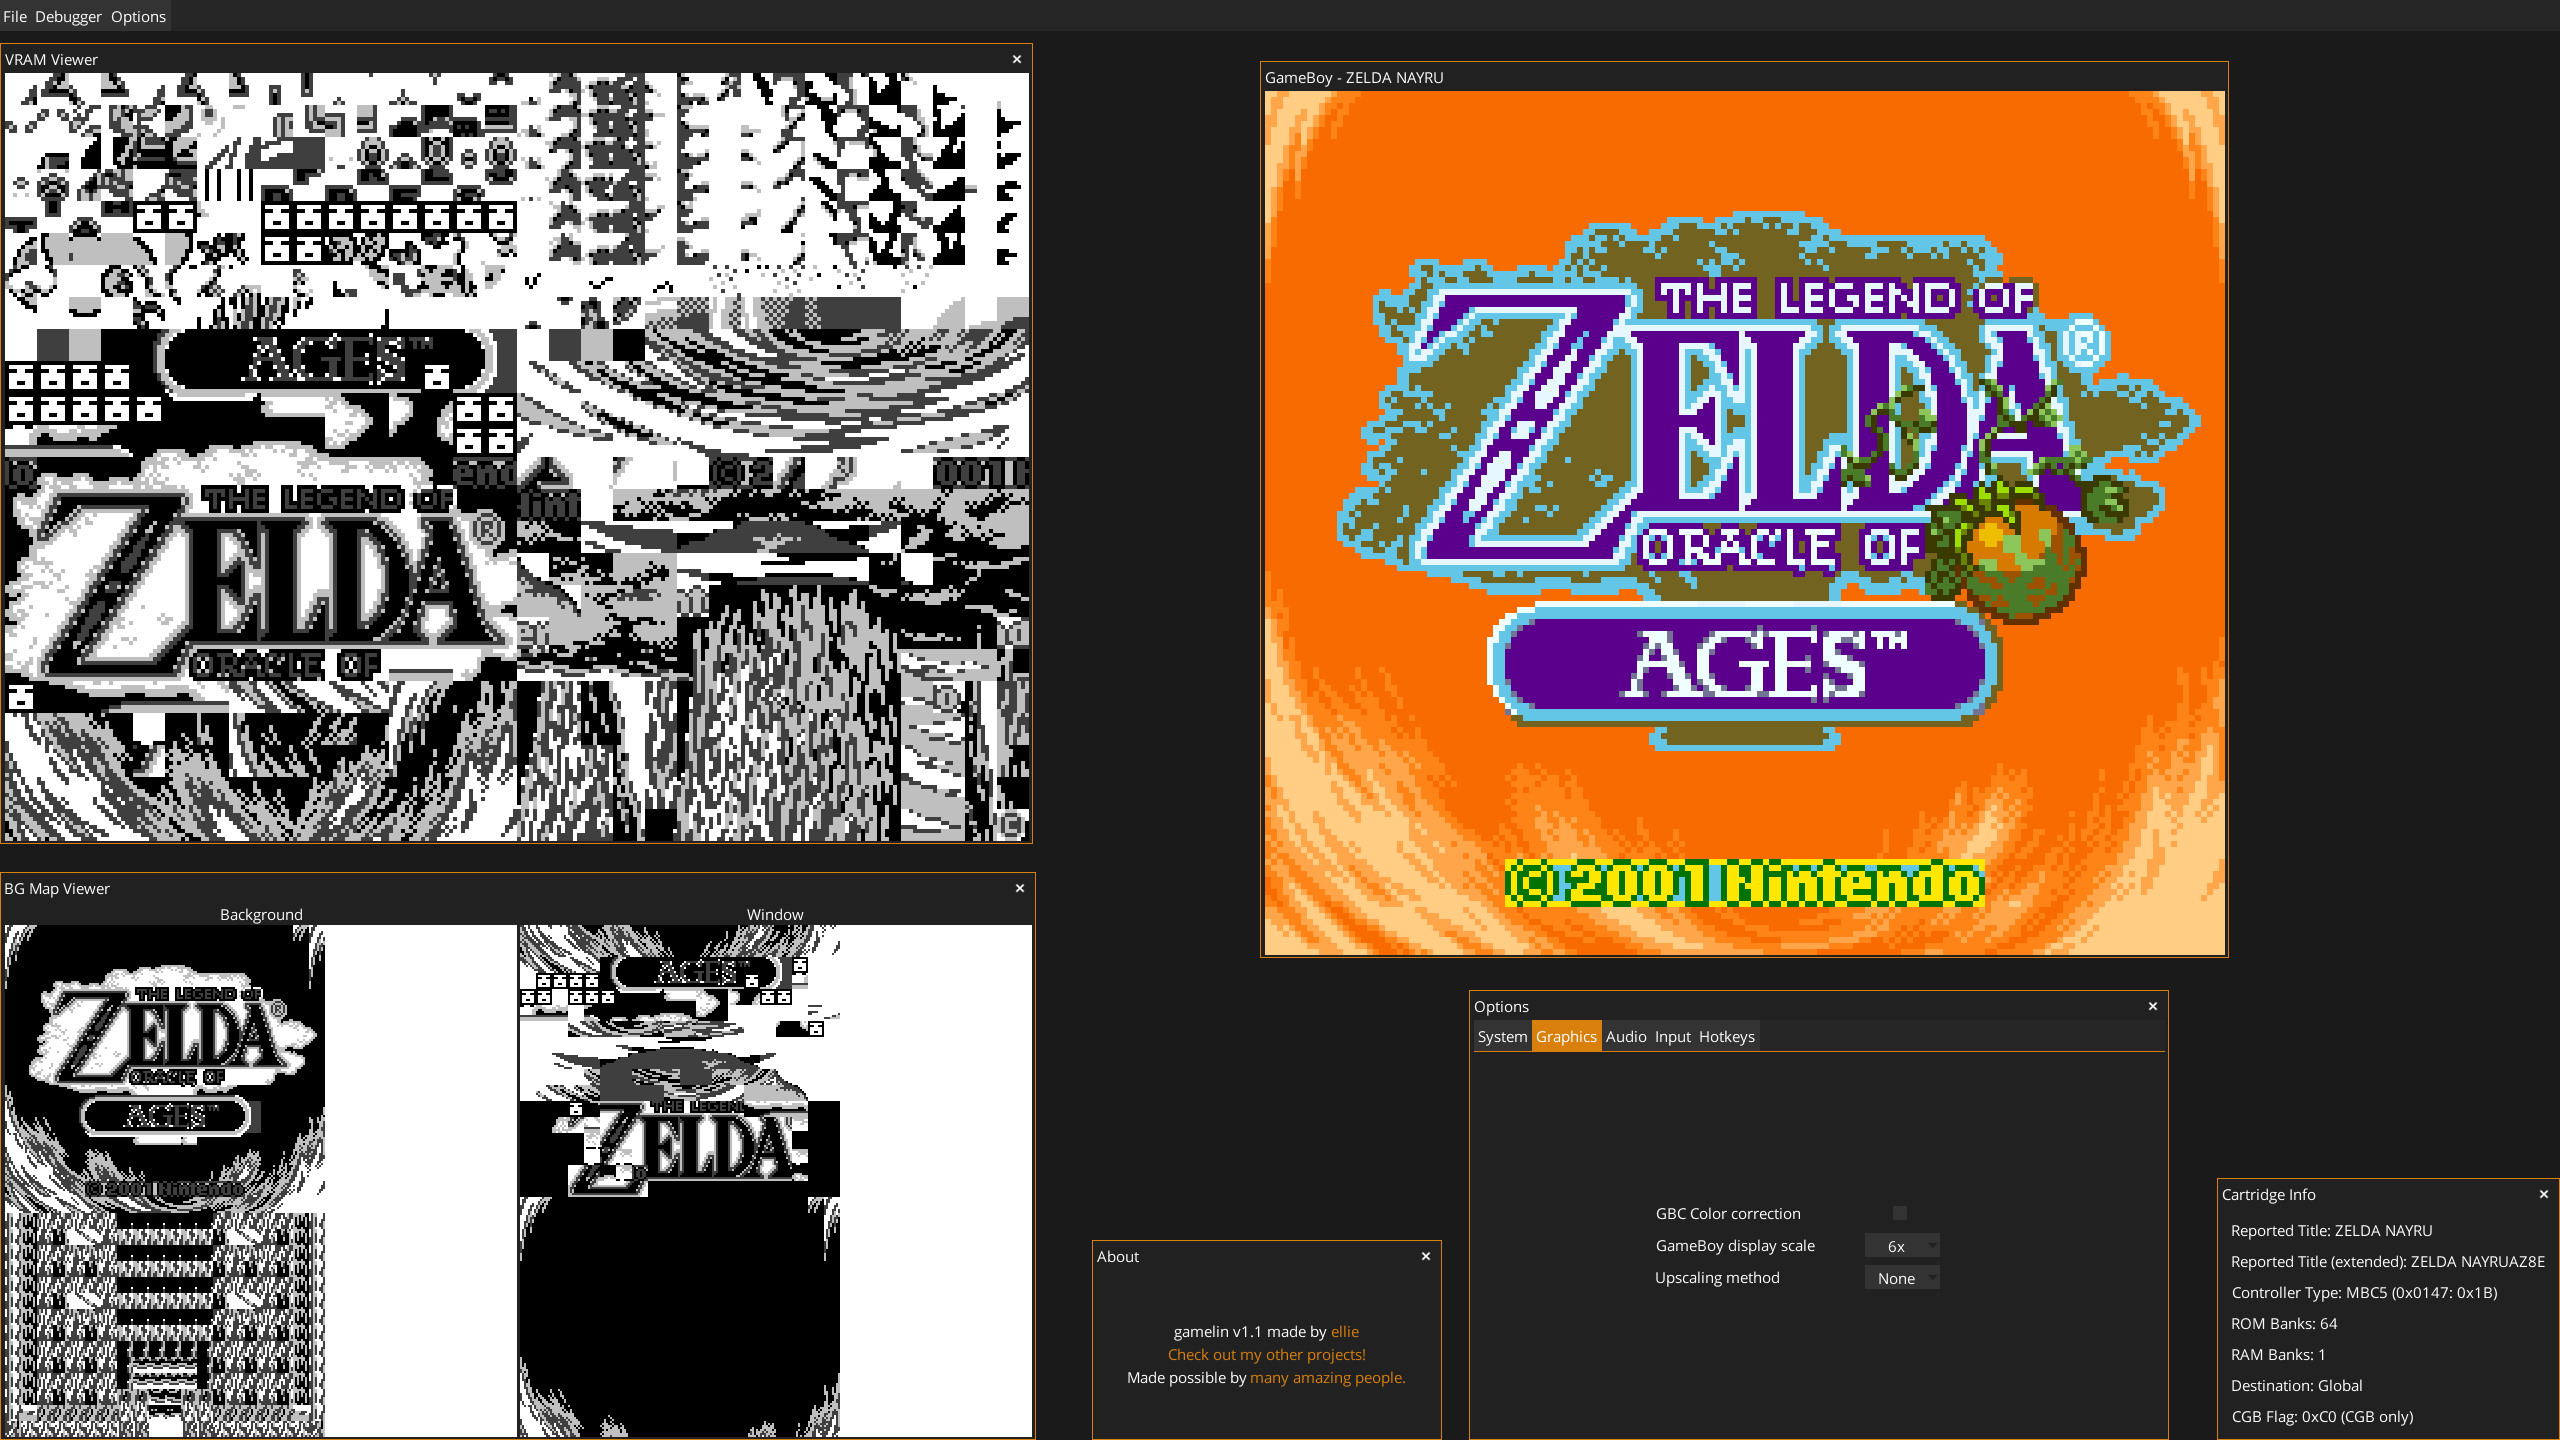 File Debugger Options
VRAM Viewer
AGES™
THE LEGEND OF
ZELDA
®
ORACLE OF
GameBoy - ZELDA NAYRU
THE LEGEND OF
ZELDA
®
ORACLE OF
AGES™
© 2001 Nintendo
BG Map Viewer
Background
Window
THE LEGEND OF
ZELDA
®
ORACLE OF
AGES™
© 2001 Nintendo
AGES™
THE LEGEN
ZELDA
About
gamelin v1.1 made by ellie
Check out my other projects!
Made possible by many amazing people.
Options
System Graphics Audio Input Hotkeys
GBC Color correction
GameBoy display scale 6x
Upscaling method None
Cartridge Info
Reported Title: ZELDA NAYRU
Reported Title (extended): ZELDA NAYRUAZ8E
Controller Type: MBC5 (0x0147: 0x1B)
ROM Banks: 64
RAM Banks: 1
Destination: Global
CGB Flag: 0xC0 (CGB only)